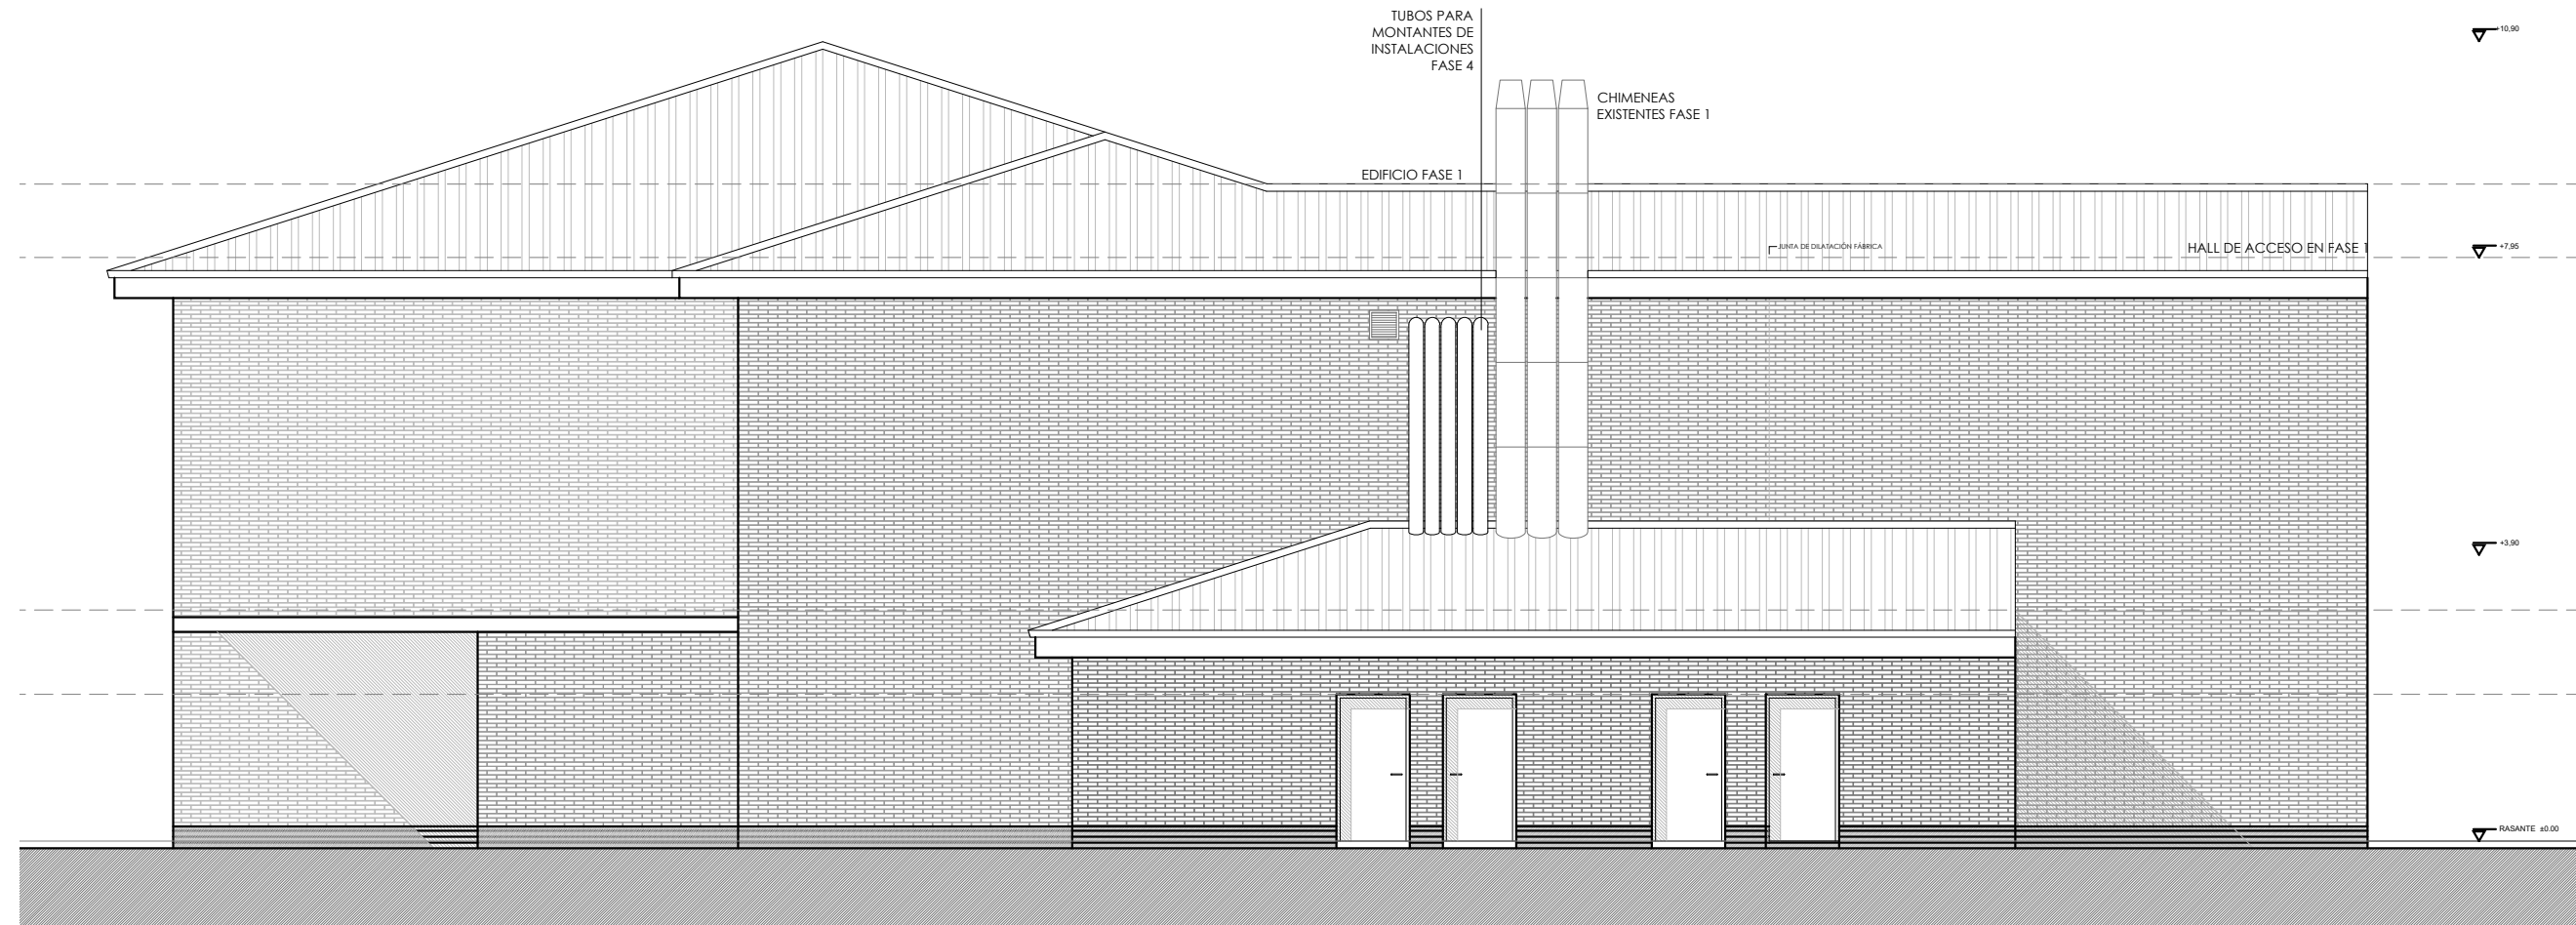 TUBOS PARA
MONTANTES DE
INSTALACIONES
FASE 4
+10,90
CHIMENEAS
EXISTENTES FASE 1
EDIFICIO FASE 1
JUNTA DE DILATACIÓN FÁBRICA
HALL DE ACCESO EN FASE 1
+7,95
+3,90
RASANTE ±0.00